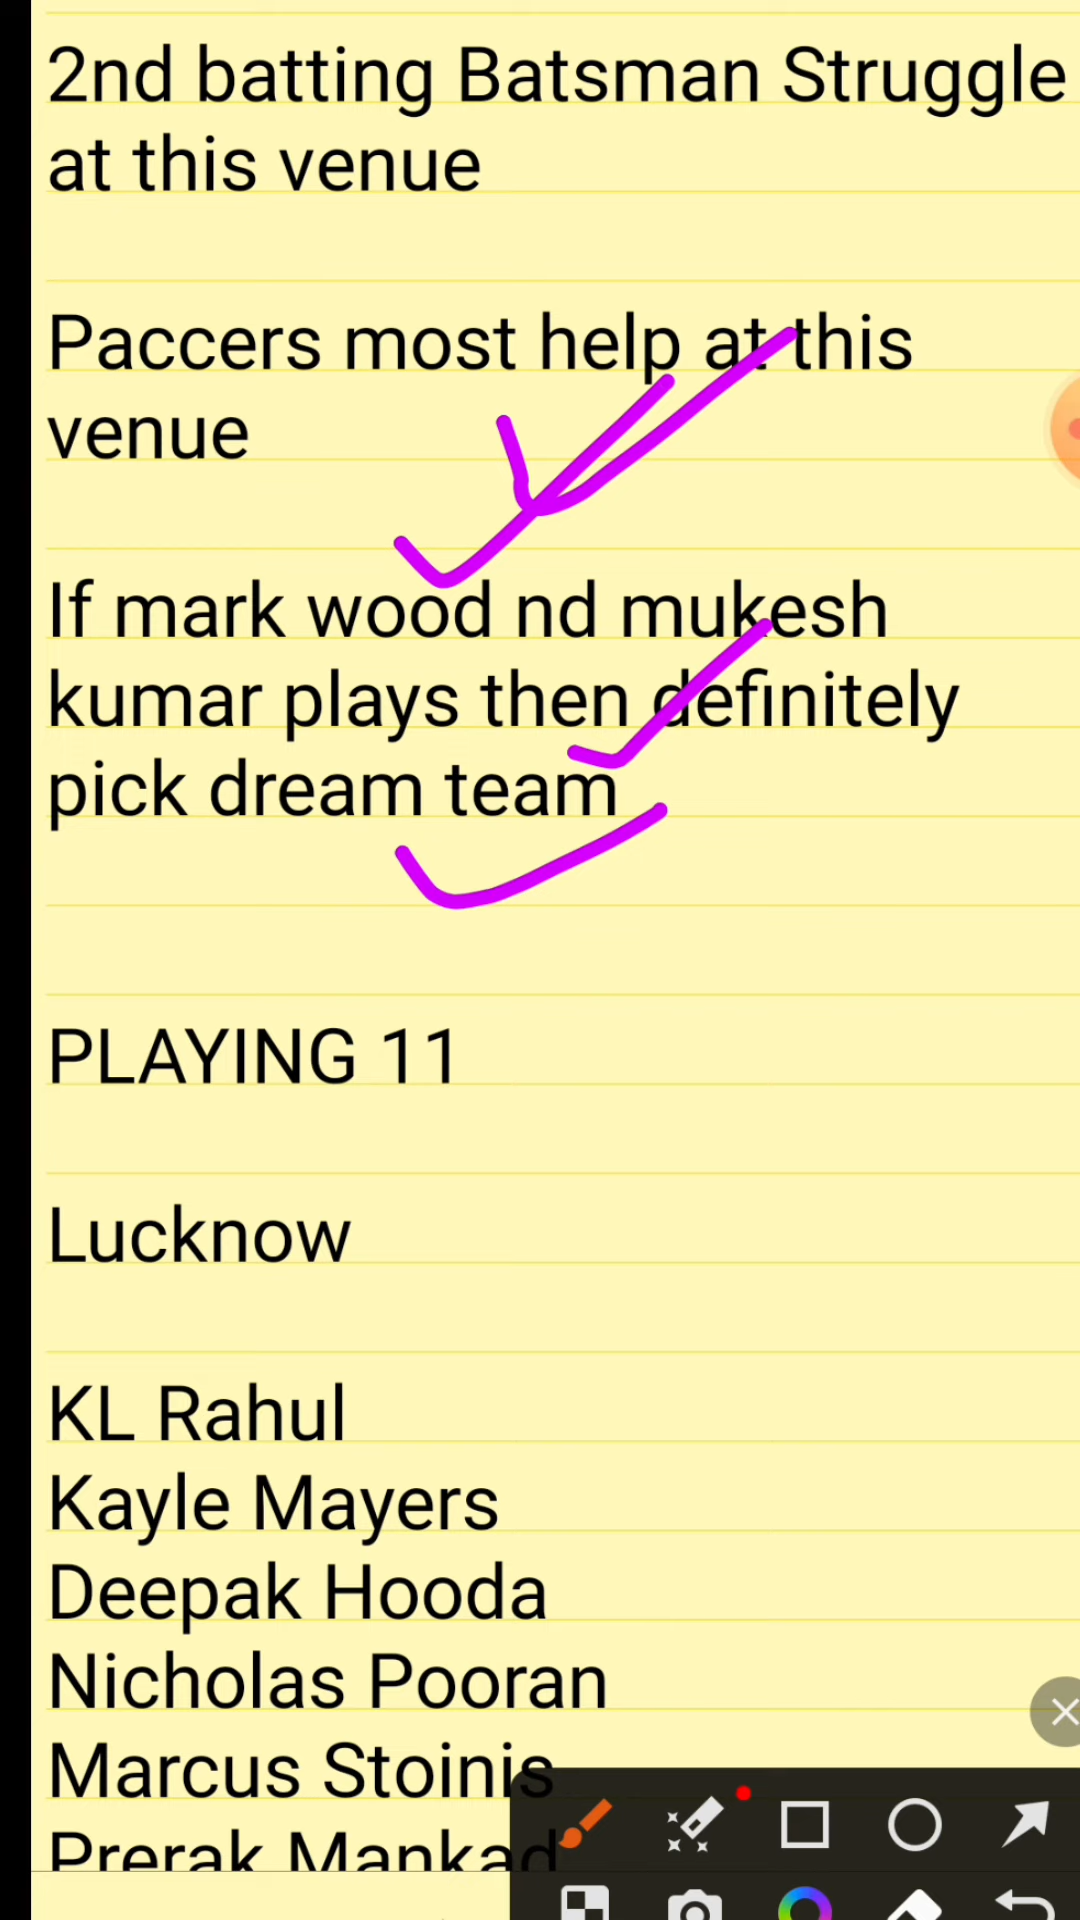 2nd batting Batsman Struggle
at this venue
Paccers most help at this
venue
If mark wood nd mukesh
kumar plays then definitely
pick dream team
PLAYING 11
Lucknow
KL Rahul
Kayle Mayers
Deepak Hooda
Nicholas Pooran
Marcus Stoinis
Prerak Mankad